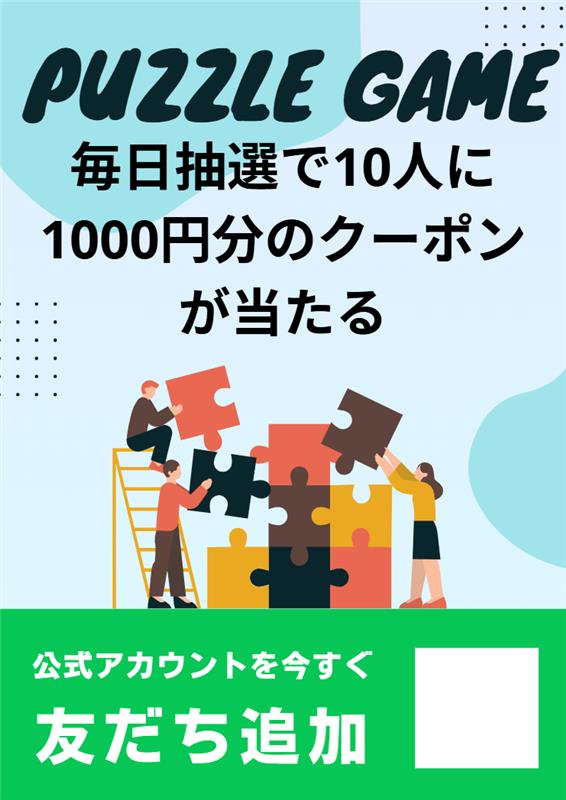 PUZZLE GAME
毎日抽選で10人に
1000円分のクーポン
が当たる
公式アカウントを今すぐ
友だち追加